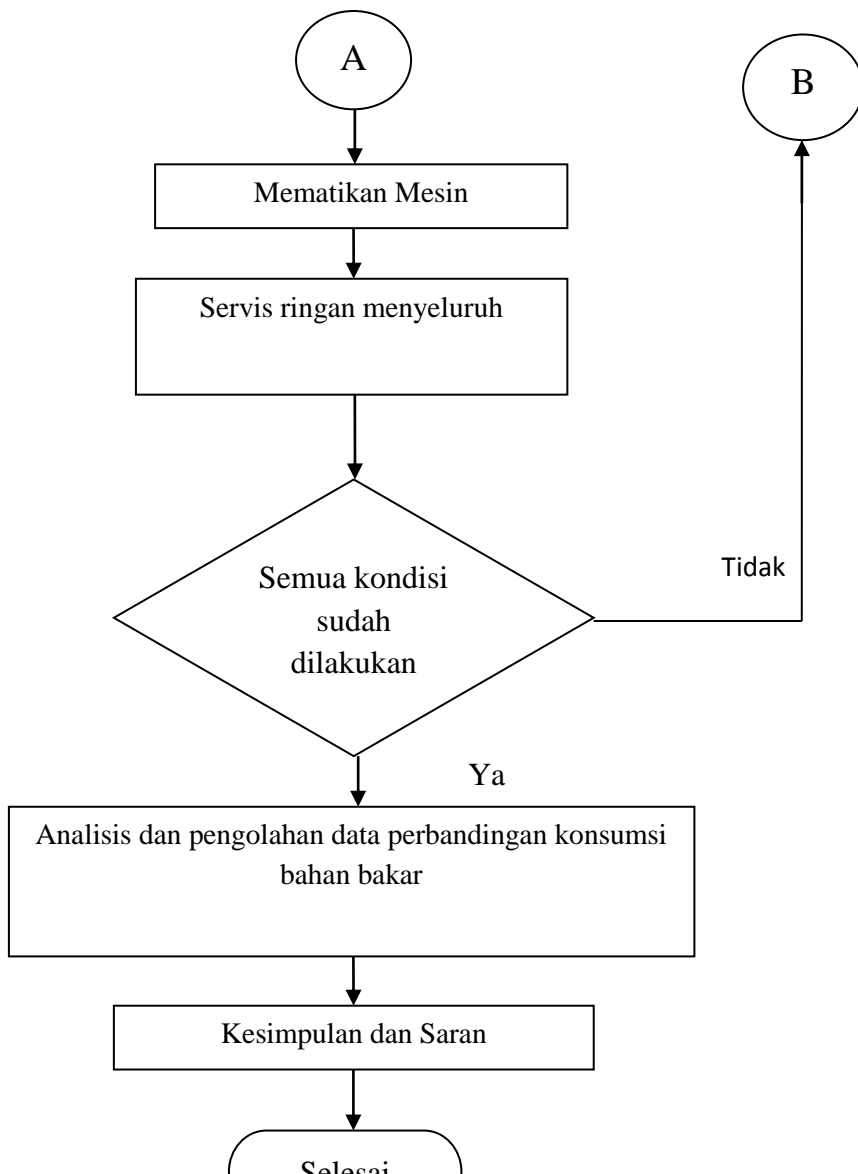 A
B
Mematikan Mesin
Servis ringan menyeluruh
Semua kondisi
sudah
dilakukan
Tidak
Ya
Analisis dan pengolahan data perbandingan konsumsi
bahan bakar
Kesimpulan dan Saran
Selesai